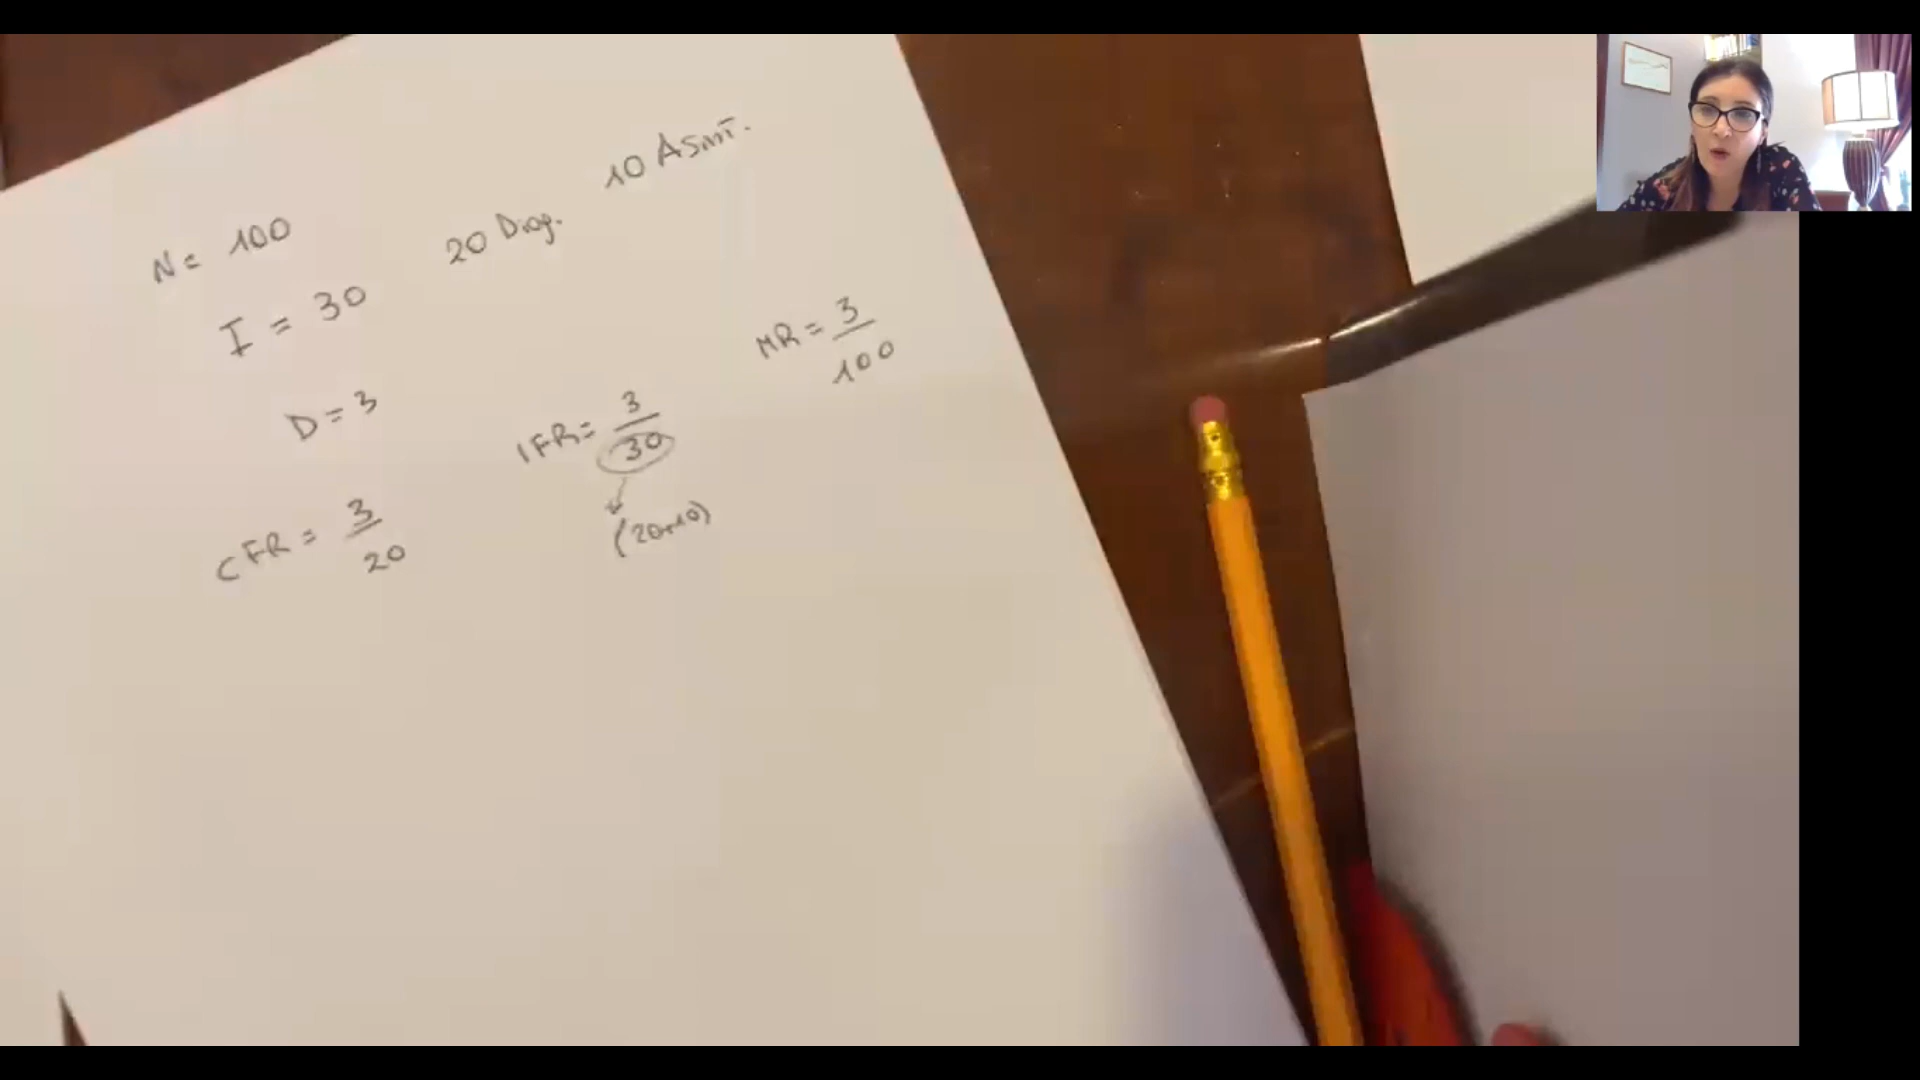 N = 100
I = 30
20 Diag.
10 Asint.
D = 3
CFR = 3/20
IFR = 3/30
(20+10)
MR = 3/100